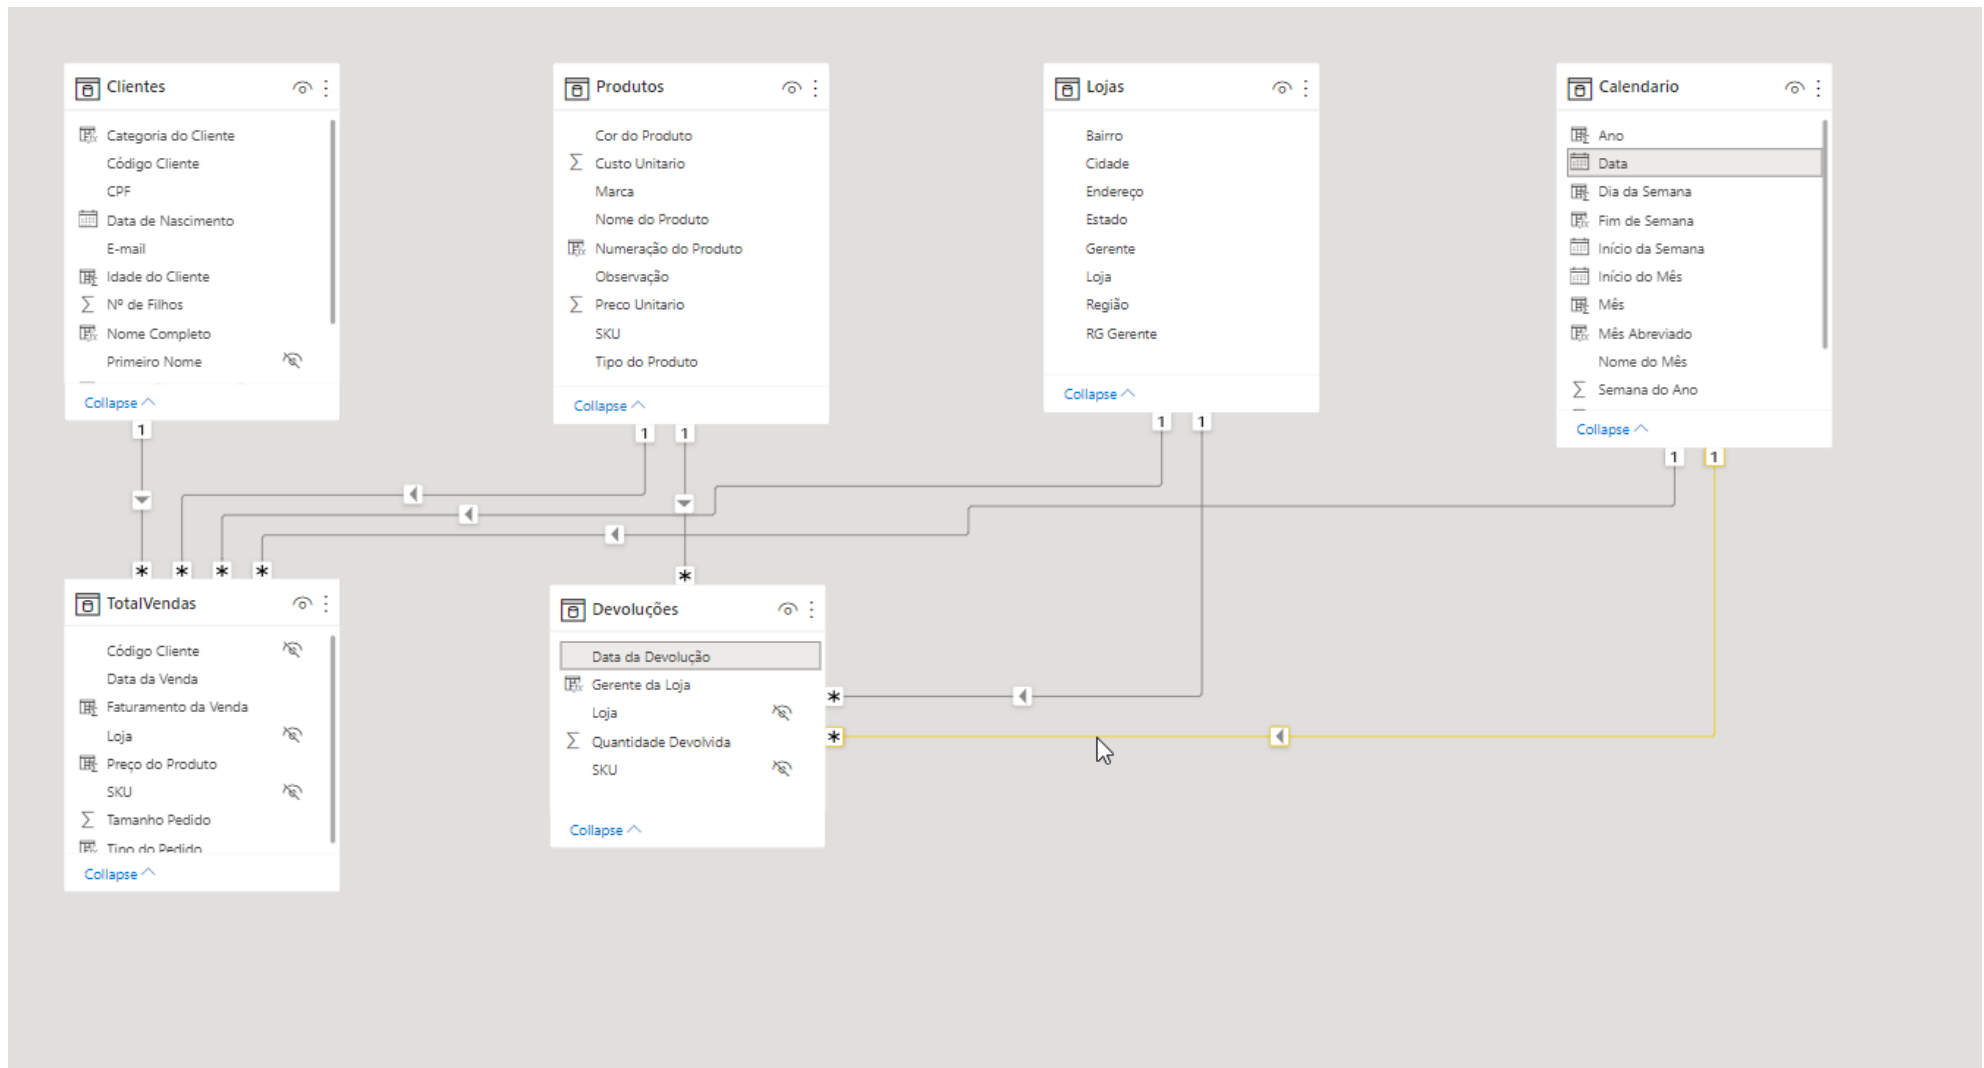 Clientes
Categoria do Cliente
Código Cliente
CPF
Data de Nascimento
E-mail
Idade do Cliente
Nº de Filhos
Nome Completo
Primeiro Nome
Collapse
Produtos
Cor do Produto
Custo Unitario
Marca
Nome do Produto
Numeração do Produto
Observação
Preco Unitario
SKU
Tipo do Produto
Collapse
Lojas
Bairro
Cidade
Endereço
Estado
Gerente
Loja
Região
RG Gerente
Collapse
Calendario
Ano
Data
Dia da Semana
Fim de Semana
Início da Semana
Início do Mês
Mês
Mês Abreviado
Nome do Mês
Semana do Ano
Collapse
1
1 1
1 1
1 1
* * * *
*
*
*
TotalVendas
Código Cliente
Data da Venda
Faturamento da Venda
Loja
Preço do Produto
SKU
Tamanho Pedido
Tipo do Pedido
Collapse
Devoluções
Data da Devolução
Gerente da Loja
Loja
Quantidade Devolvida
SKU
Collapse